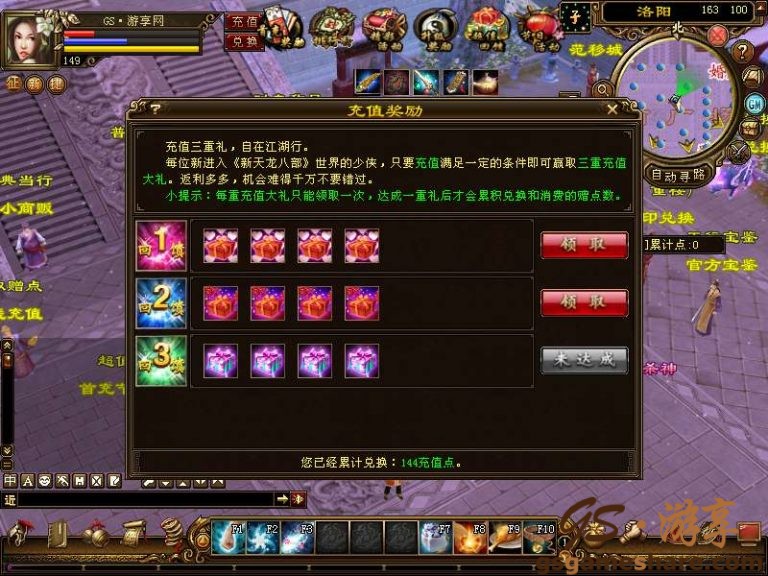 GS·游享网
充值
兑换
149
洛阳
163 100
北
范移城
GM
自动寻路
典当行
小商贩
印兑换
]累计点:0
官方宝鉴
充值奖励
充值三重礼，自在江湖行。
每位新进入《新天龙八部》世界的少侠，只要充值满足一定的条件即可赢取三重充值
大礼。返利多多，机会难得千万不要错过。
小提示：每重充值大礼只能领取一次，达成一重礼后才会累积兑换和消费的赠点数。
1
回馈
领取
2
回馈
领取
3
回馈
未达成
杀神
您已经累计兑换：144充值点。
近
F1 F2 F3 F7 F8 F9 F10
GS·游享
gsgameshare.com